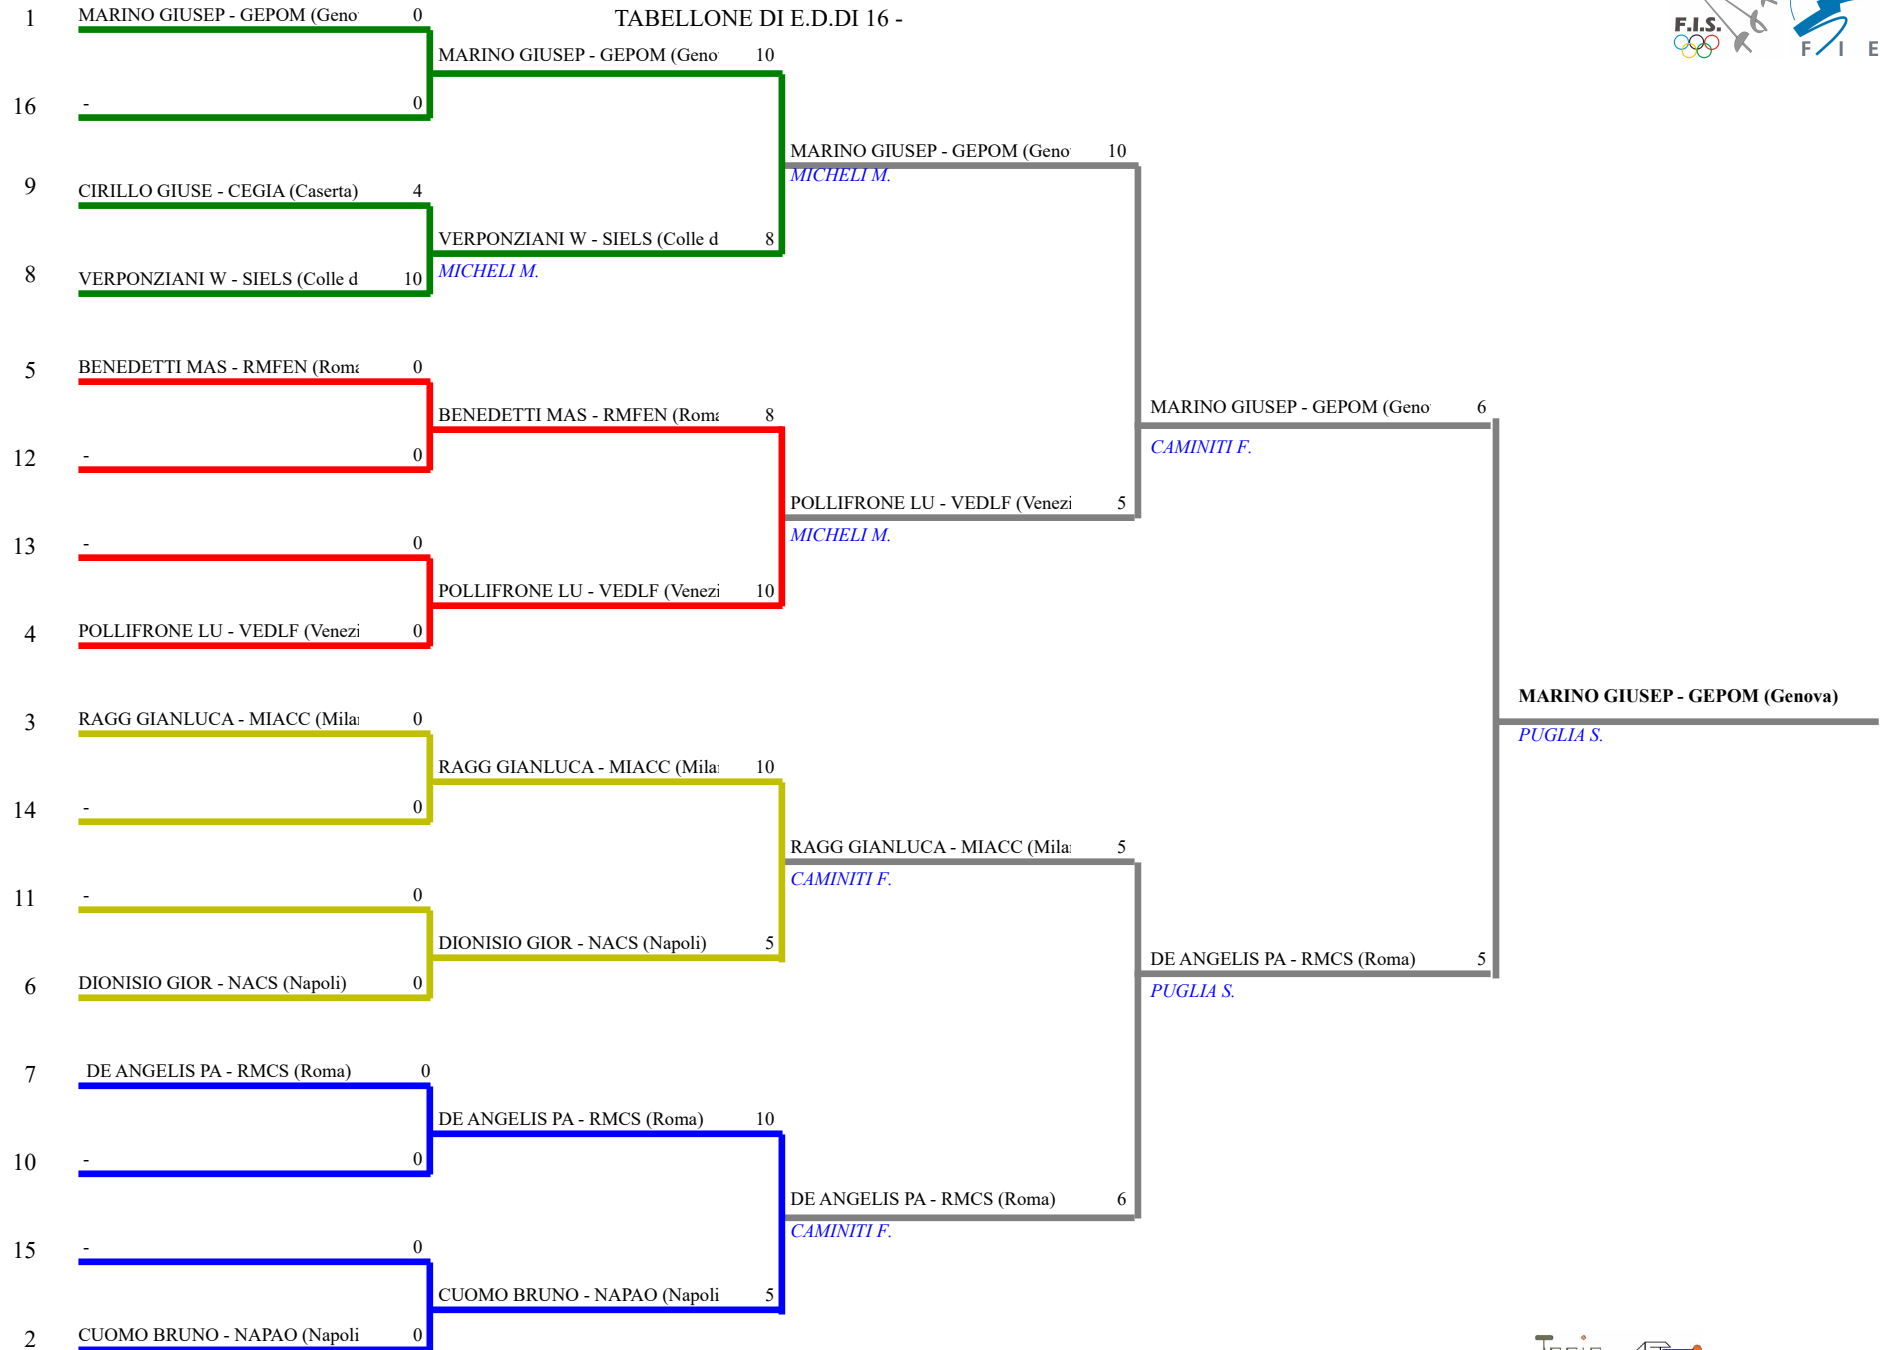 TABELLONE DI E.D.DI 16 -
F.I.S.
F I E
1 MARINO GIUSEP - GEPOM (Geno 0
MARINO GIUSEP - GEPOM (Geno 10
16 - 0
MARINO GIUSEP - GEPOM (Geno 10
MICHELI M.
9 CIRILLO GIUSE - CEGIA (Caserta) 4
VERPONZIANI W - SIELS (Colle d 8
MICHELI M.
8 VERPONZIANI W - SIELS (Colle d 10
5 BENEDETTI MAS - RMFEN (Roma 0
BENEDETTI MAS - RMFEN (Roma 8
MARINO GIUSEP - GEPOM (Geno 6
CAMINITI F.
12 - 0
POLLIFRONE LU - VEDLF (Venezi 5
MICHELI M.
13 - 0
POLLIFRONE LU - VEDLF (Venezi 10
4 POLLIFRONE LU - VEDLF (Venezi 0
MARINO GIUSEP - GEPOM (Genova)
PUGLIA S.
3 RAGG GIANLUCA - MIACC (Mila 0
RAGG GIANLUCA - MIACC (Mila 10
14 - 0
RAGG GIANLUCA - MIACC (Mila 5
CAMINITI F.
11 - 0
DIONISIO GIOR - NACS (Napoli) 5
DE ANGELIS PA - RMCS (Roma) 5
PUGLIA S.
6 DIONISIO GIOR - NACS (Napoli) 0
7 DE ANGELIS PA - RMCS (Roma) 0
DE ANGELIS PA - RMCS (Roma) 10
10 - 0
DE ANGELIS PA - RMCS (Roma) 6
CAMINITI F.
15 - 0
CUOMO BRUNO - NAPAO (Napoli 5
2 CUOMO BRUNO - NAPAO (Napoli 0